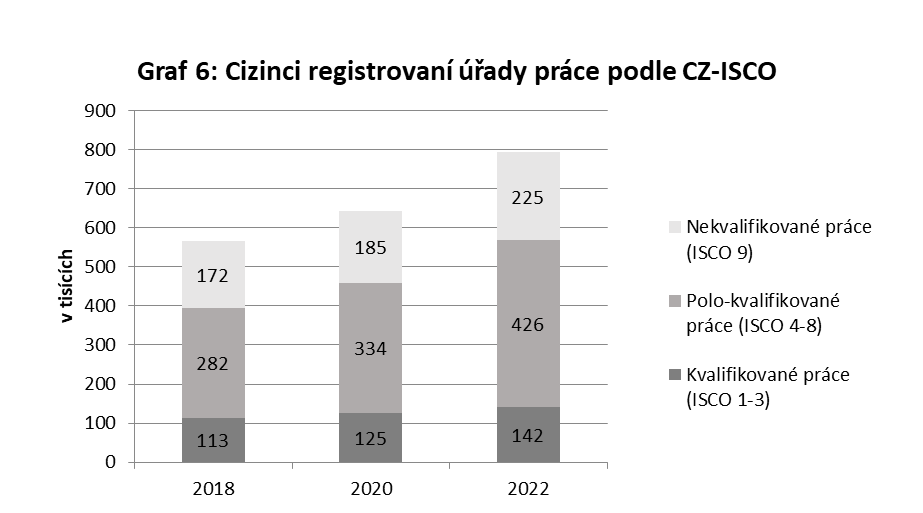 Graf 6: Cizinci registrovaní úřady práce podle CZ-ISCO
900
800
700
600
500
400
300
200
100
0
v tisících
172
282
113
185
334
125
225
426
142
2018
2020
2022
Nekvalifikované práce
(ISCO 9)
Polo-kvalifikované
práce (ISCO 4-8)
Kvalifikované práce
(ISCO 1-3)